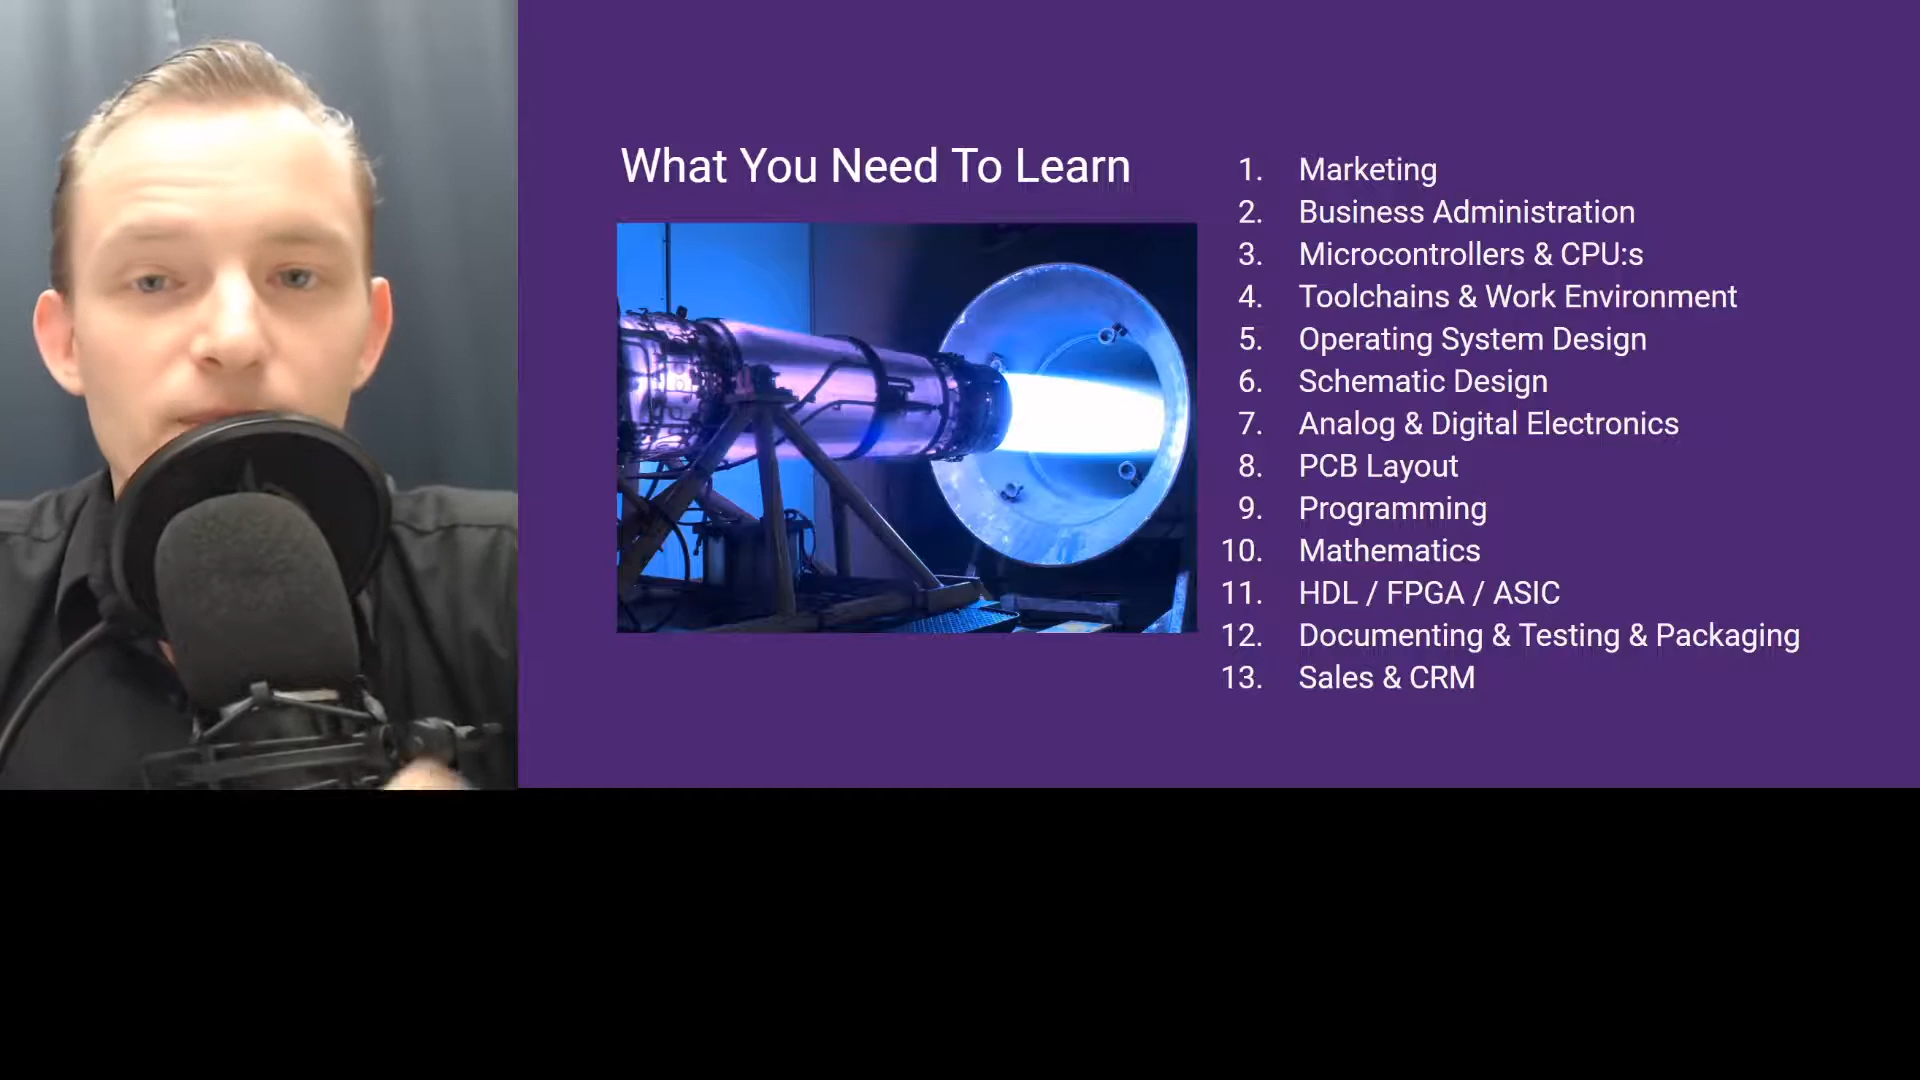 What You Need To Learn
1. Marketing
2. Business Administration
3. Microcontrollers & CPU:s
4. Toolchains & Work Environment
5. Operating System Design
6. Schematic Design
7. Analog & Digital Electronics
8. PCB Layout
9. Programming
10. Mathematics
11. HDL / FPGA / ASIC
12. Documenting & Testing & Packaging
13. Sales & CRM